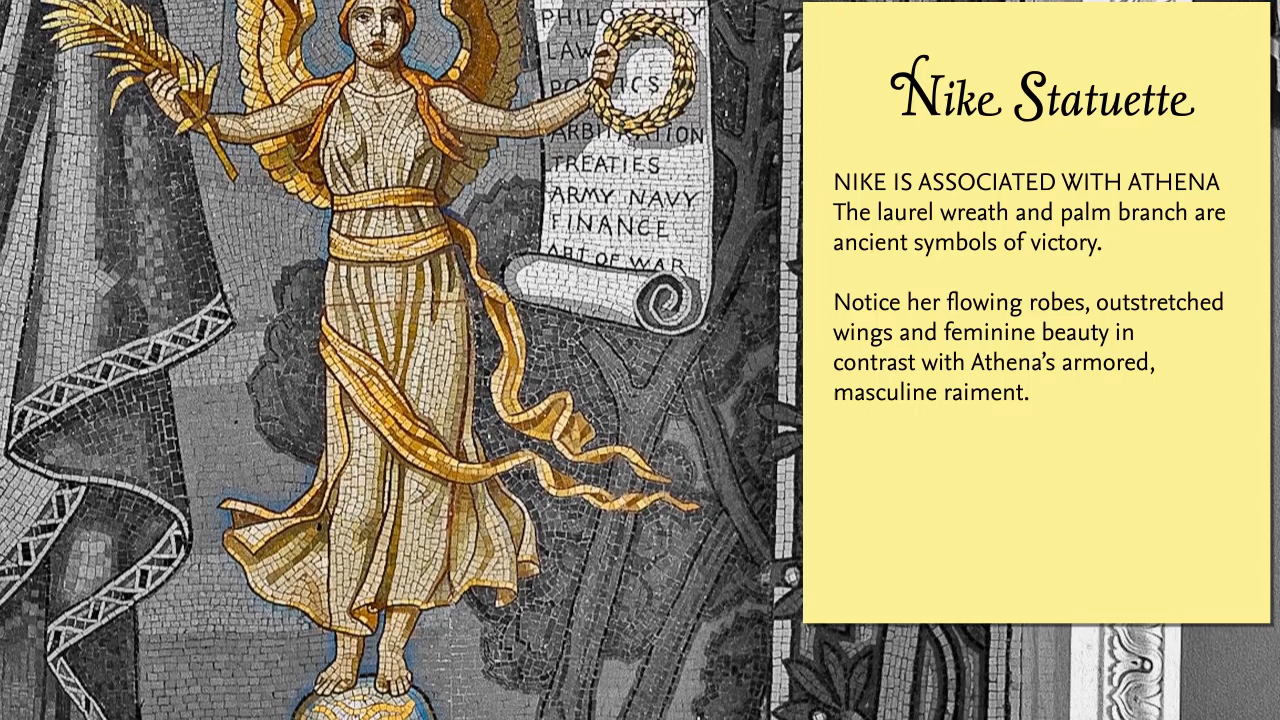 PHILOSOPHY
LAW
POLITICS
ARBITRATION
TREATIES
ARMY NAVY
FINANCE
ART OF WAR
Nike Statuette
NIKE IS ASSOCIATED WITH ATHENA
The laurel wreath and palm branch are
ancient symbols of victory.
Notice her flowing robes, outstretched
wings and feminine beauty in
contrast with Athena’s armored,
masculine raiment.